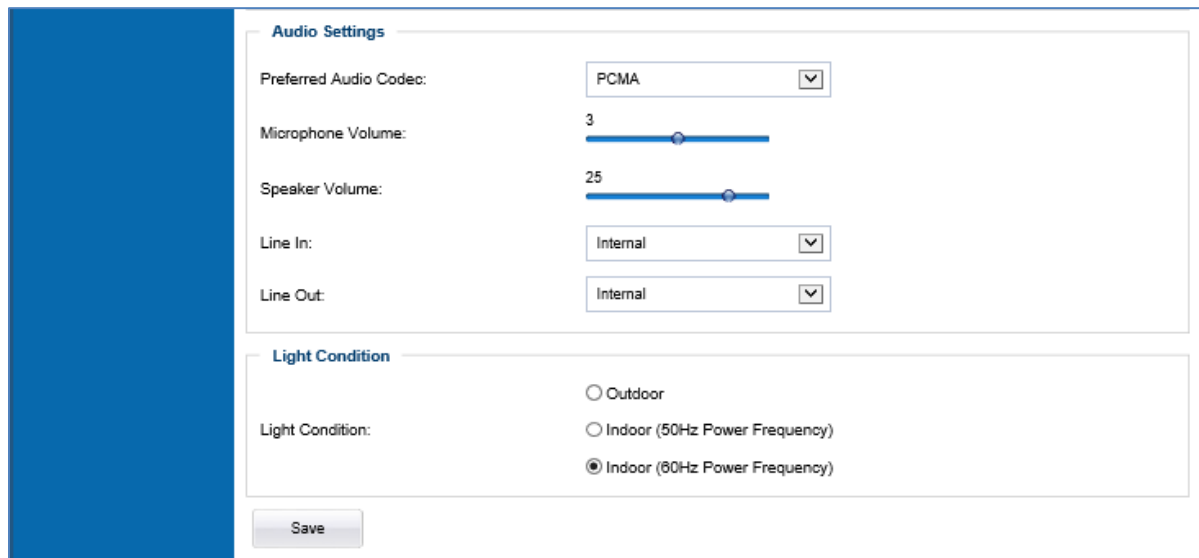 Audio Settings
Preferred Audio Codec:
PCMA
Microphone Volume:
3
Speaker Volume:
25
Line In:
Internal
Line Out:
Internal
Light Condition
Light Condition:
Outdoor
Indoor (50Hz Power Frequency)
Indoor (60Hz Power Frequency)
Save